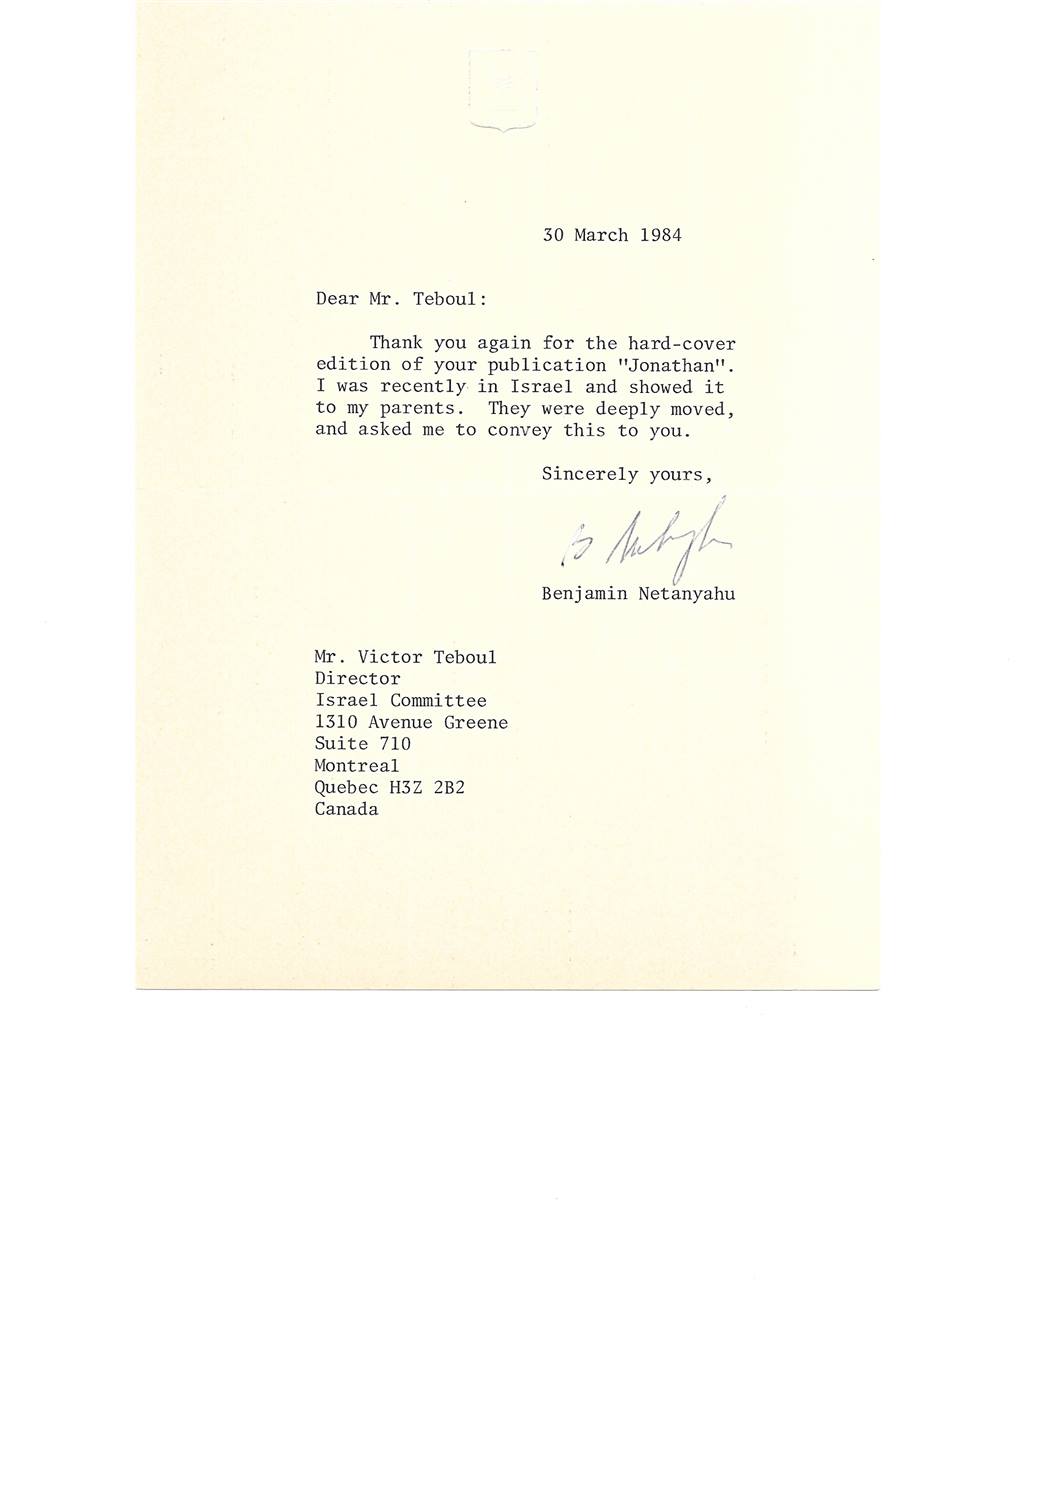 30 March 1984
Dear Mr. Teboul:
Thank you again for the hard-cover
edition of your publication "Jonathan".
I was recently in Israel and showed it
to my parents. They were deeply moved,
and asked me to convey this to you.
Sincerely yours,
B Netanyahu
Benjamin Netanyahu
Mr. Victor Teboul
Director
Israel Committee
1310 Avenue Greene
Suite 710
Montreal
Quebec H3Z 2B2
Canada